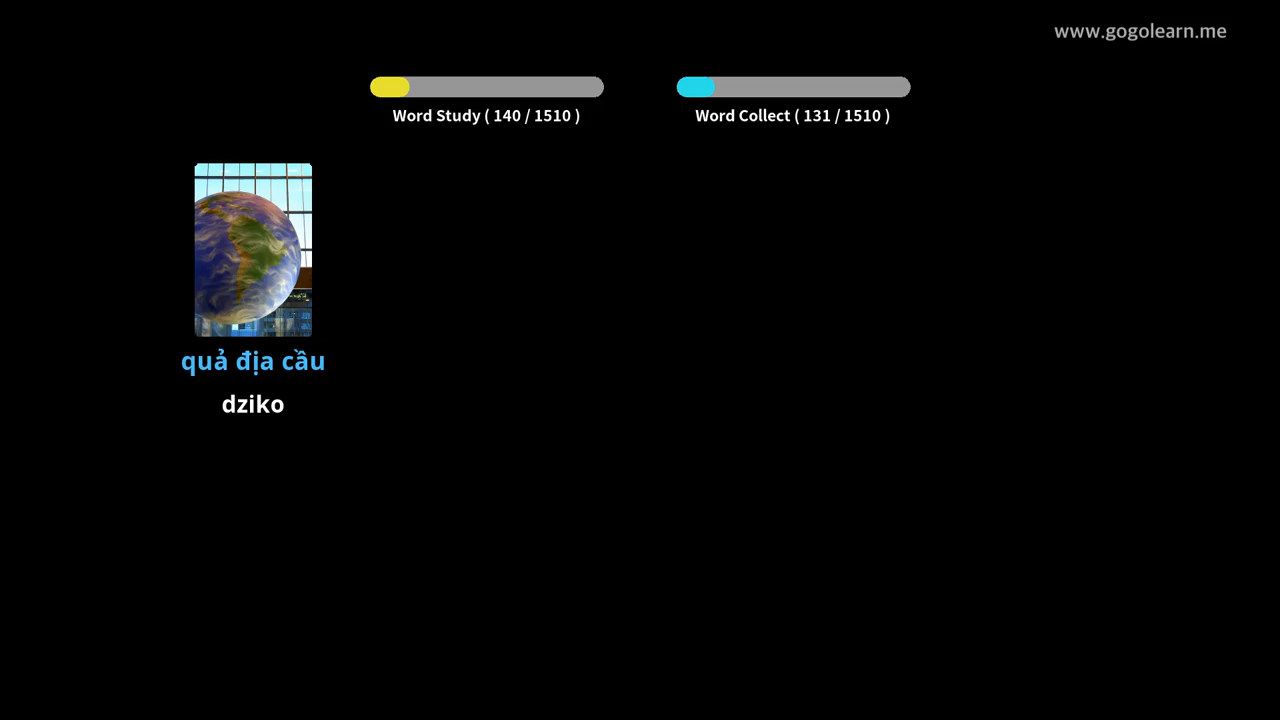 www.gogolearn.me
Word Study ( 140 / 1510 )
Word Collect ( 131 / 1510 )
quả địa cầu
dziko